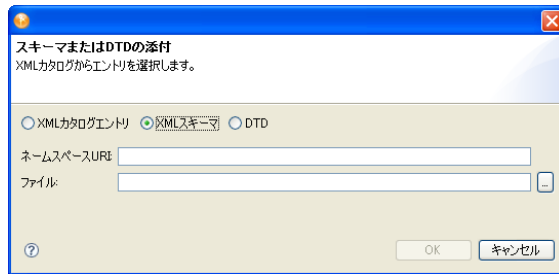 スキーマまたはDTDの添付
XMLカタログからエントリを選択します。
XMLカタログエントリ XMLスキーマ DTD
ネームスペースURI:
ファイル: ...
? OK キャンセル